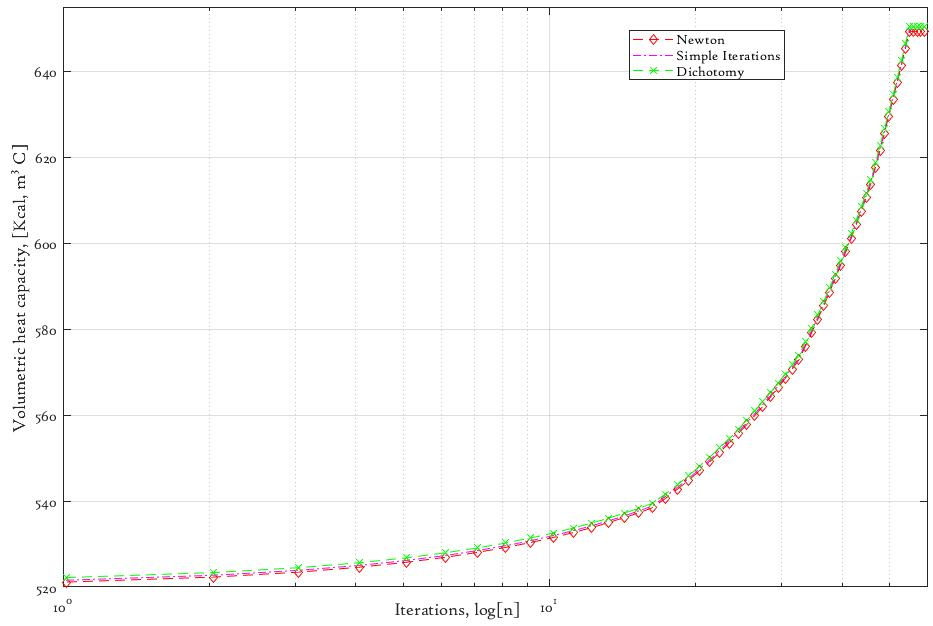 Newton
Simple Iterations
Dichotomy
Volumetric heat capacity, [Kcal, m³ C]
640
620
600
580
560
540
520
10⁰
Iterations, log[n]
10¹